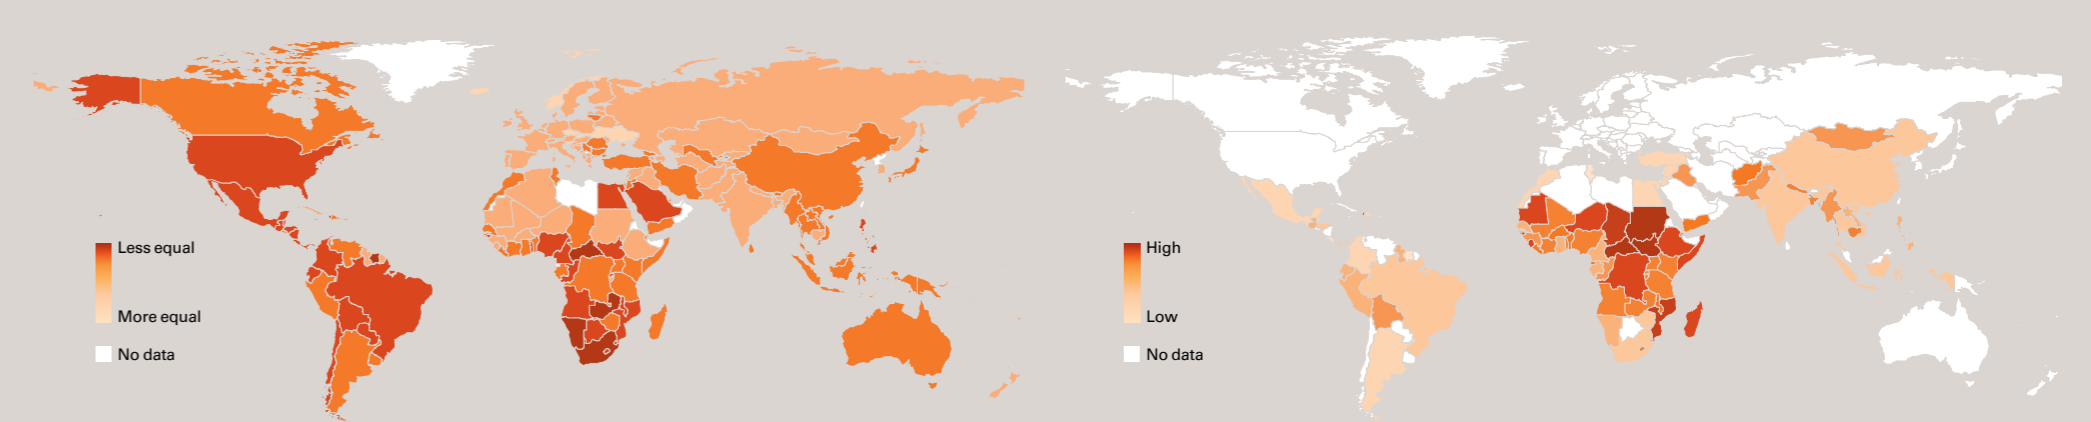 Less equal
More equal
No data
High
Low
No data